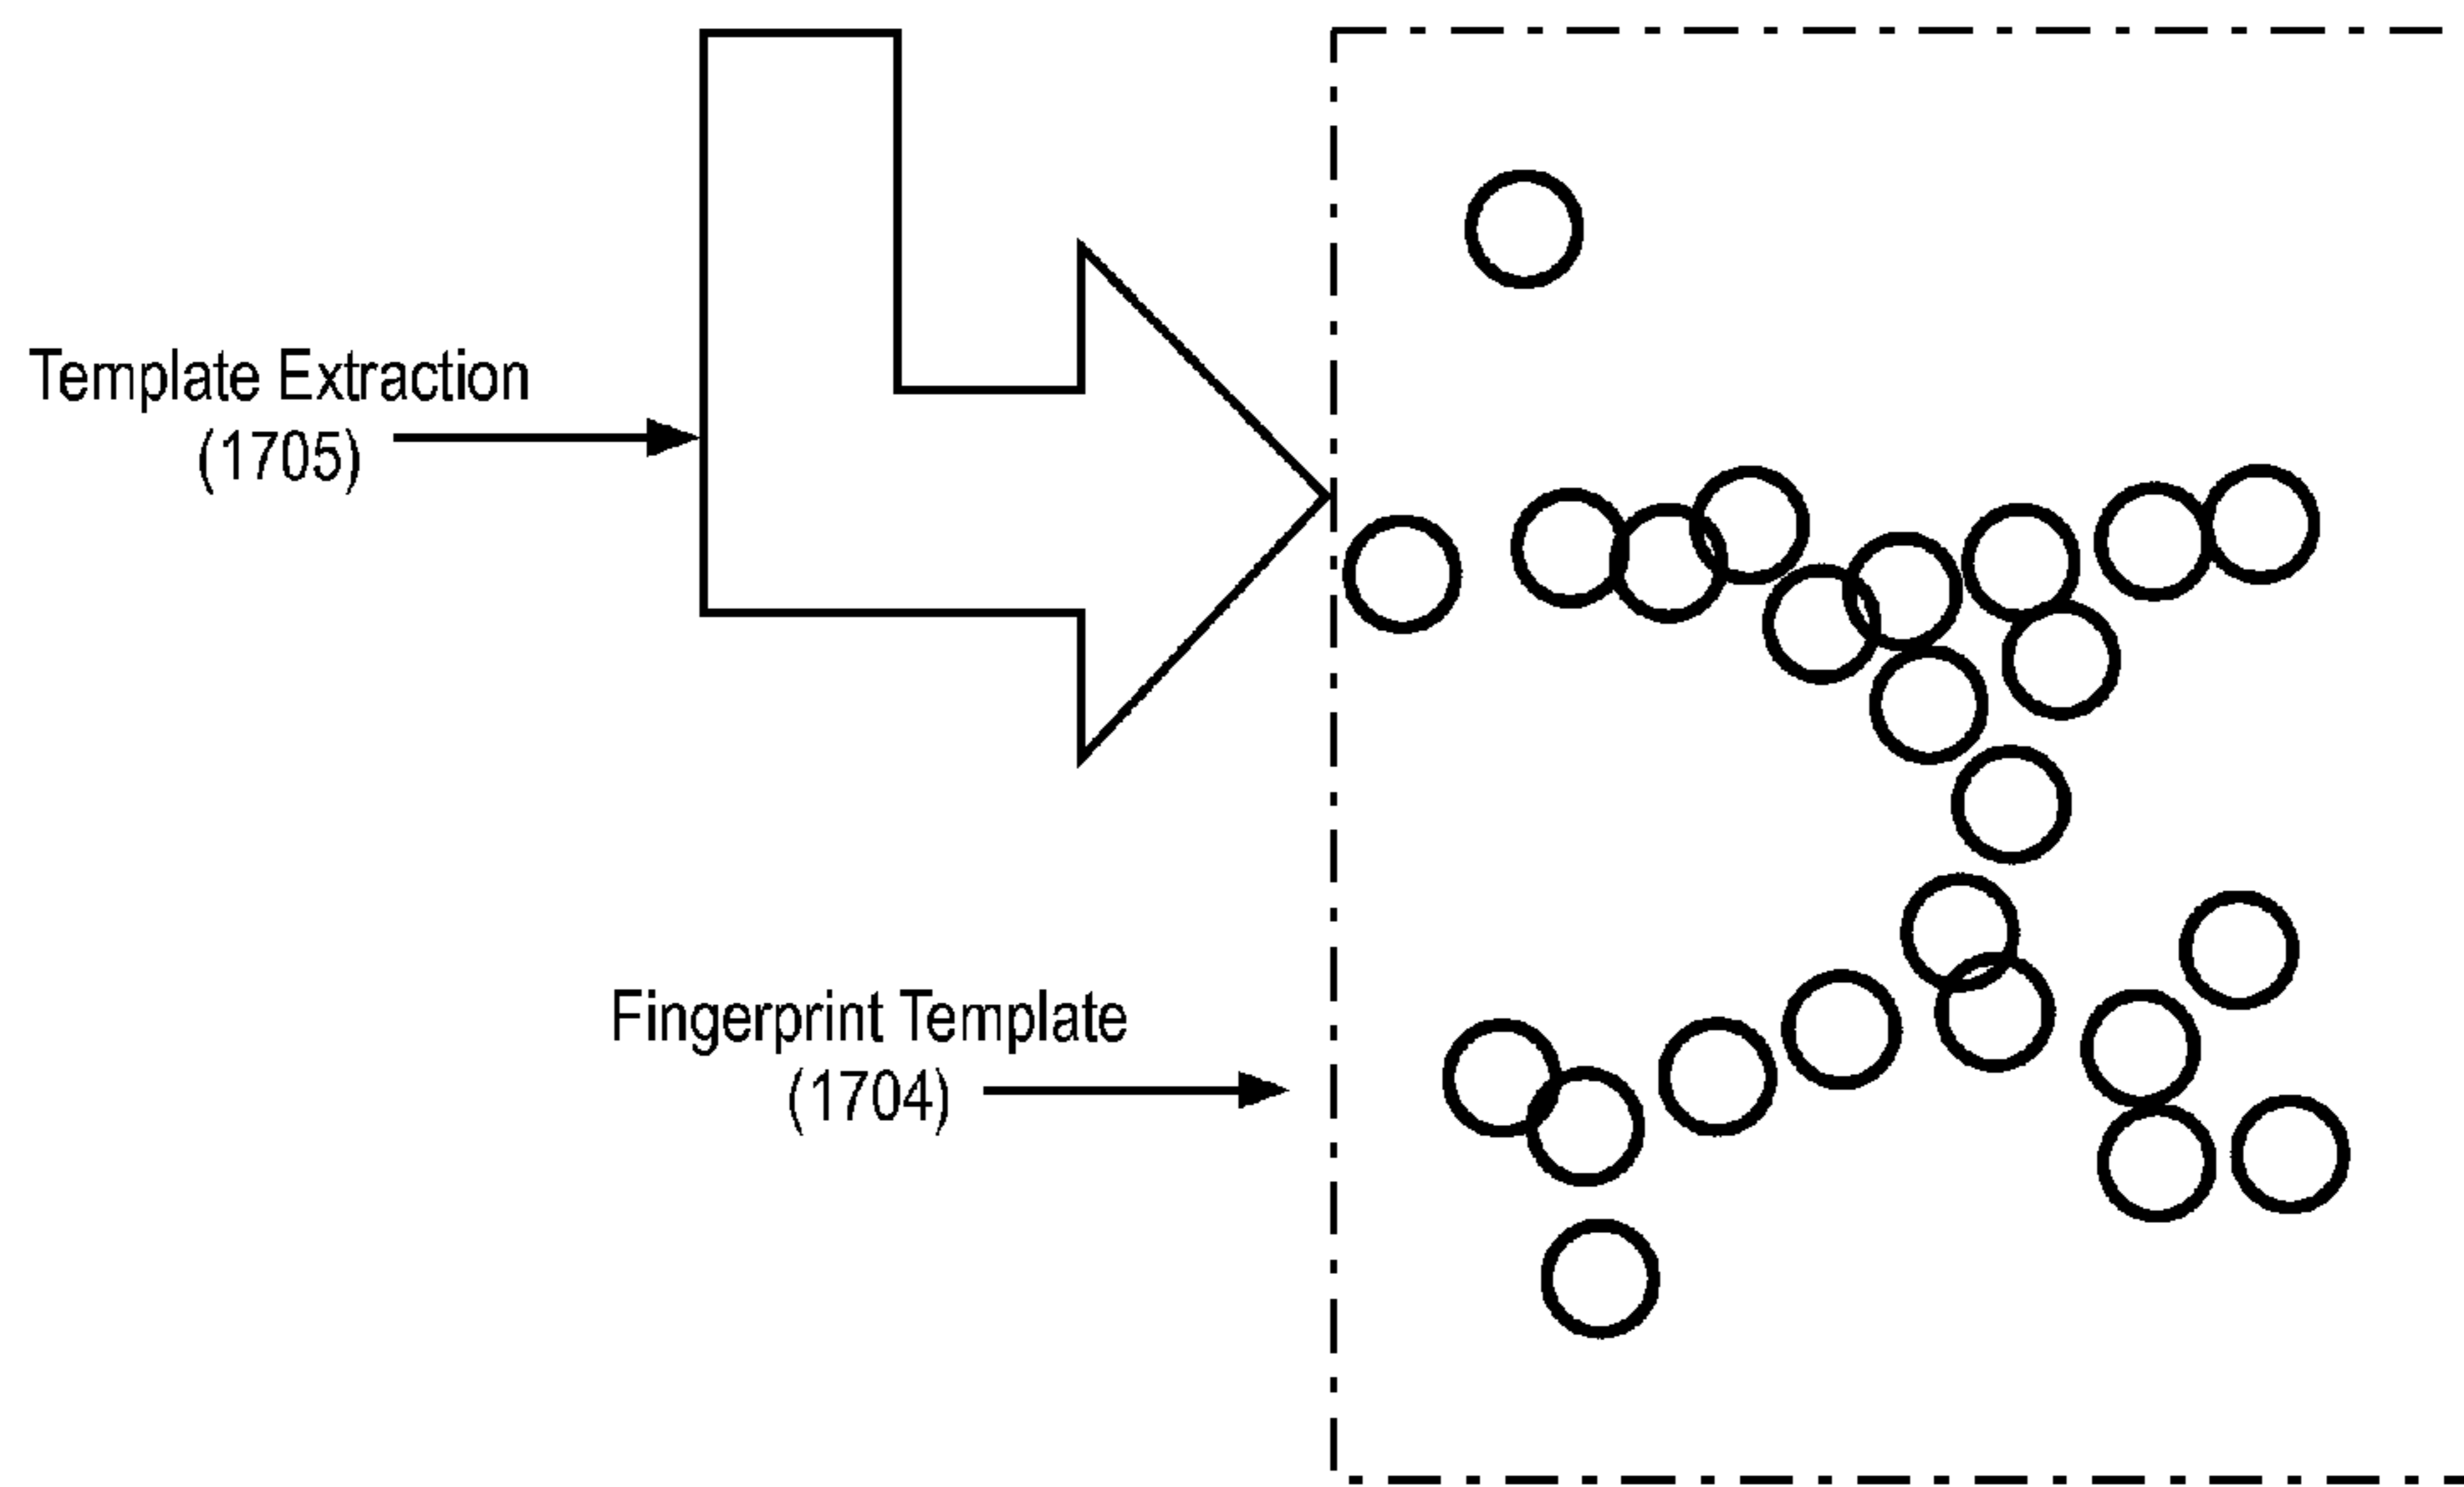 Template Extraction
(1705)
Fingerprint Template
(1704)